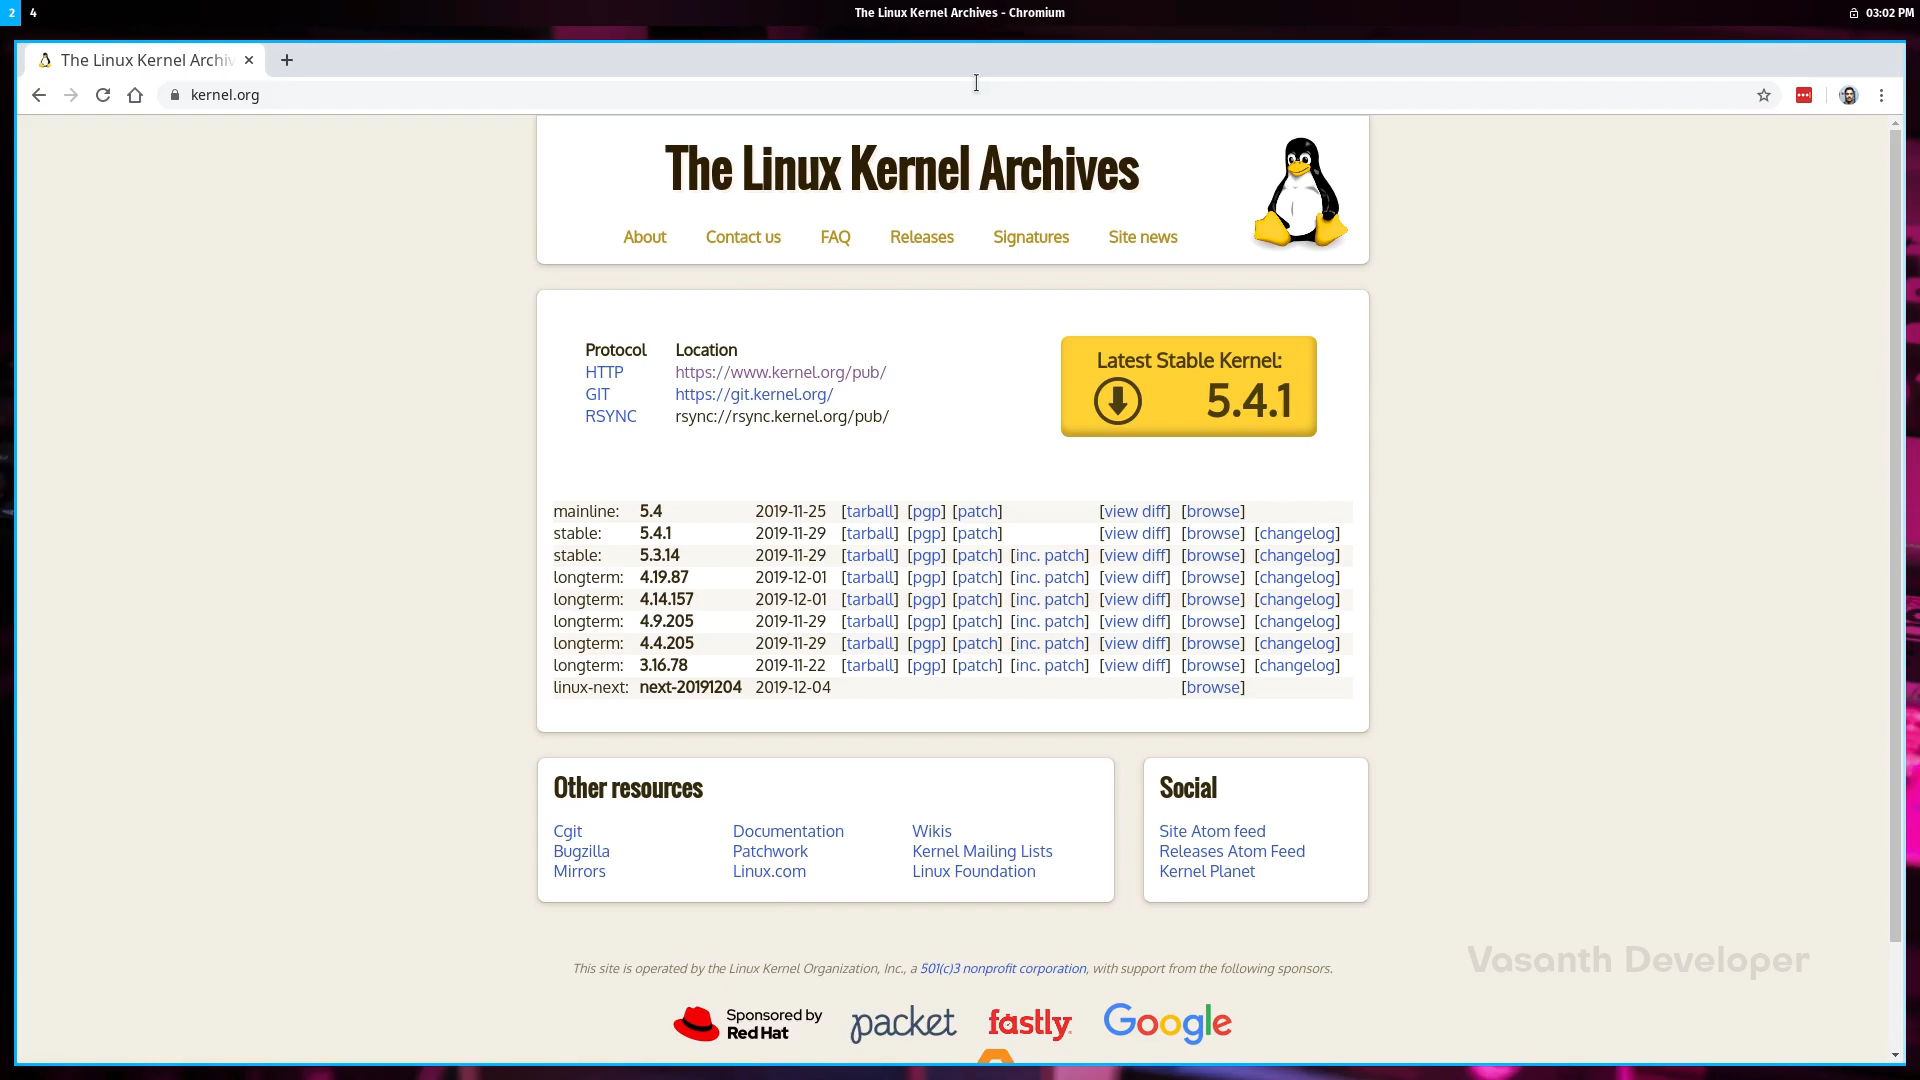 2 4 The Linux Kernel Archives - Chromium 03:02 PM
The Linux Kernel Archiv
kernel.org
The Linux Kernel Archives
About Contact us FAQ Releases Signatures Site news
Protocol Location
HTTP https://www.kernel.org/pub/
GIT https://git.kernel.org/
RSYNC rsync://rsync.kernel.org/pub/
Latest Stable Kernel:
5.4.1
mainline: 5.4 2019-11-25 [tarball] [pgp] [patch] [view diff] [browse]
stable: 5.4.1 2019-11-29 [tarball] [pgp] [patch] [view diff] [browse] [changelog]
stable: 5.3.14 2019-11-29 [tarball] [pgp] [patch] [inc. patch] [view diff] [browse] [changelog]
longterm: 4.19.87 2019-12-01 [tarball] [pgp] [patch] [inc. patch] [view diff] [browse] [changelog]
longterm: 4.14.157 2019-12-01 [tarball] [pgp] [patch] [inc. patch] [view diff] [browse] [changelog]
longterm: 4.9.205 2019-11-29 [tarball] [pgp] [patch] [inc. patch] [view diff] [browse] [changelog]
longterm: 4.4.205 2019-11-29 [tarball] [pgp] [patch] [inc. patch] [view diff] [browse] [changelog]
longterm: 3.16.78 2019-11-22 [tarball] [pgp] [patch] [inc. patch] [view diff] [browse] [changelog]
linux-next: next-20191204 2019-12-04 [browse]
Other resources
Cgit Documentation Wikis
Bugzilla Patchwork Kernel Mailing Lists
Mirrors Linux.com Linux Foundation
Social
Site Atom feed
Releases Atom Feed
Kernel Planet
Vasanth Developer
This site is operated by the Linux Kernel Organization, Inc., a 501(c)3 nonprofit corporation, with support from the following sponsors.
Sponsored by
Red Hat
packet
fastly
Google